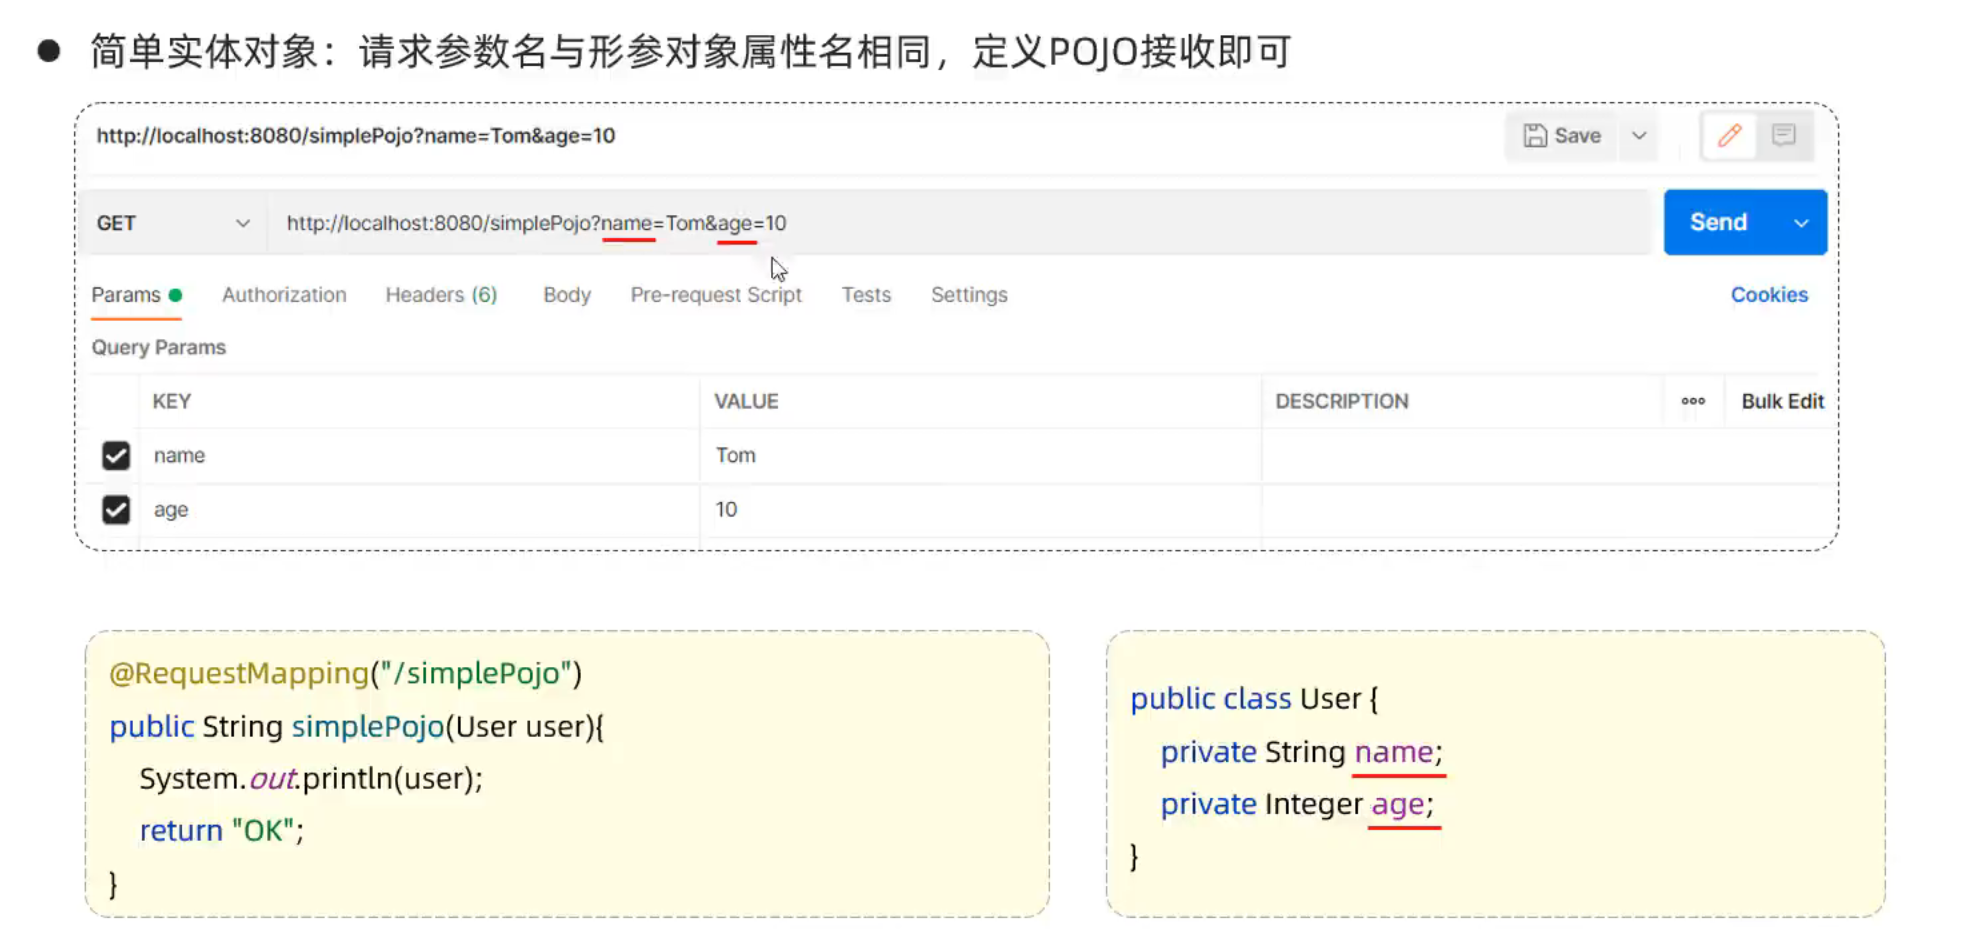 ● 简单实体对象：请求参数名与形参对象属性名相同，定义POJO接收即可
http://localhost:8080/simplePojo?name=Tom&age=10
Save
GET http://localhost:8080/simplePojo?name=Tom&age=10 Send
Params Authorization Headers (6) Body Pre-request Script Tests Settings Cookies
Query Params
KEY VALUE DESCRIPTION ooo Bulk Edit
name Tom
age 10
@RequestMapping("/simplePojo")
public String simplePojo(User user){
System.out.println(user);
return "OK";
}
public class User {
private String name;
private Integer age;
}